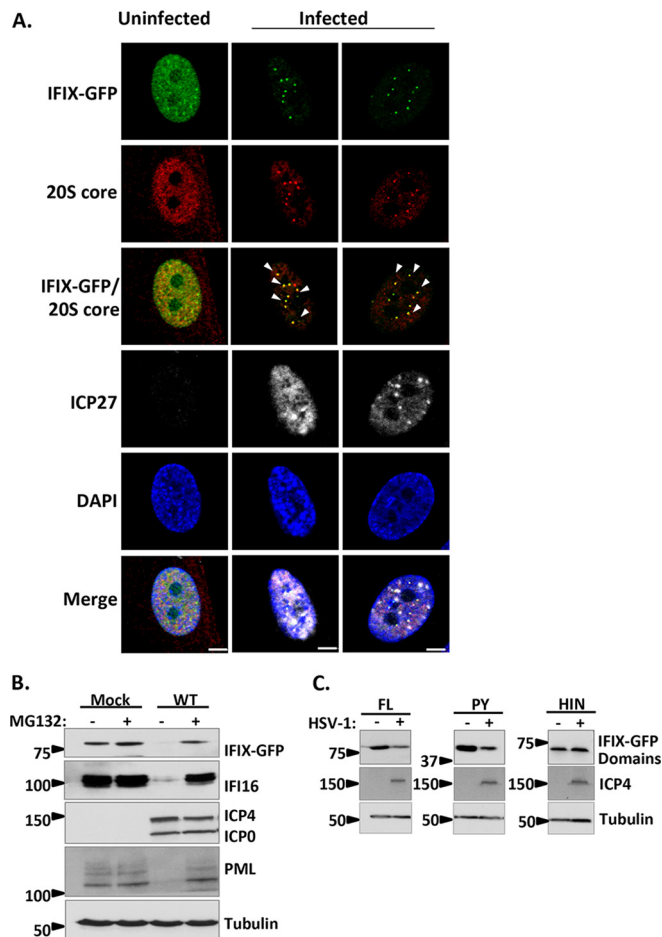 A.
Uninfected Infected
IFIX-GFP
20S core
IFIX-GFP/
20S core
ICP27
DAPI
Merge
B.
Mock WT
MG132: - + - +
75 IFIX-GFP
100 IFI16
150 ICP4
ICP0
PML
100
50 Tubulin
C.
FL PY HIN
HSV-1: - + - + - +
75 37 75 IFIX-GFP
Domains
150 150 150 ICP4
50 50 50 Tubulin